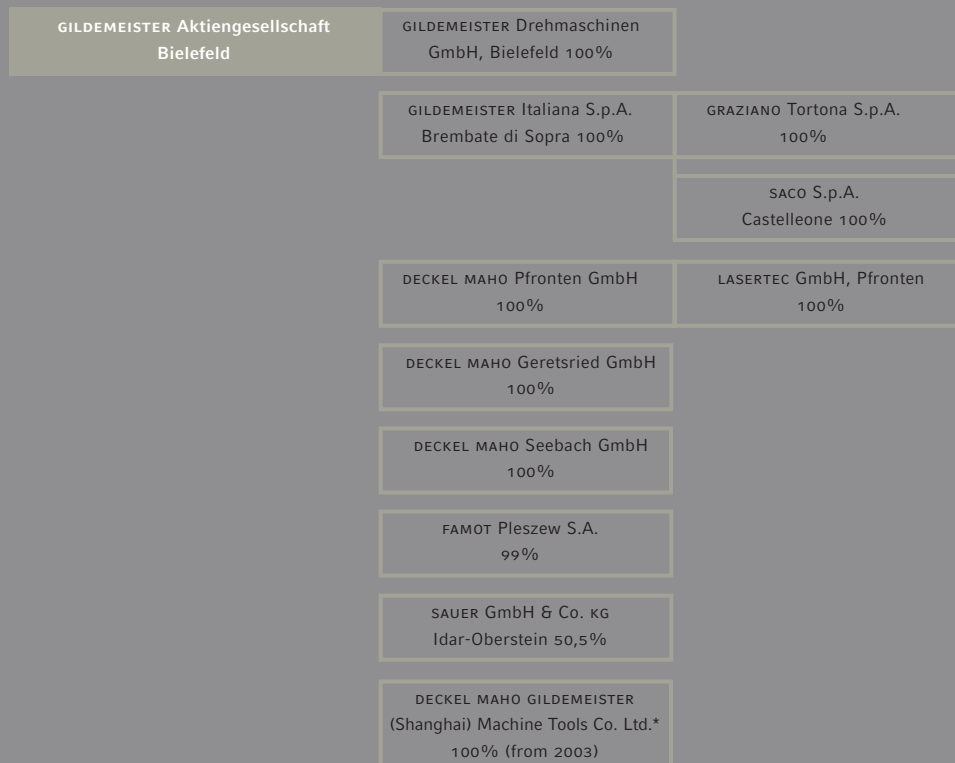 GILDEMEISTER Aktiengesellschaft
Bielefeld
GILDEMEISTER Drehmaschinen
GmbH, Bielefeld 100%
GILDEMEISTER Italiana S.p.A.
Brembate di Sopra 100%
GRAZIANO Tortona S.p.A.
100%
SACO S.p.A.
Castelleone 100%
DECKEL MAHO Pfronten GmbH
100%
LASERTEC GmbH, Pfronten
100%
DECKEL MAHO Geretsried GmbH
100%
DECKEL MAHO Seebach GmbH
100%
FAMOT Pleszew S.A.
99%
SAUER GmbH & Co. KG
Idar-Oberstein 50,5%
DECKEL MAHO GILDEMEISTER
(Shanghai) Machine Tools Co. Ltd.*
100% (from 2003)